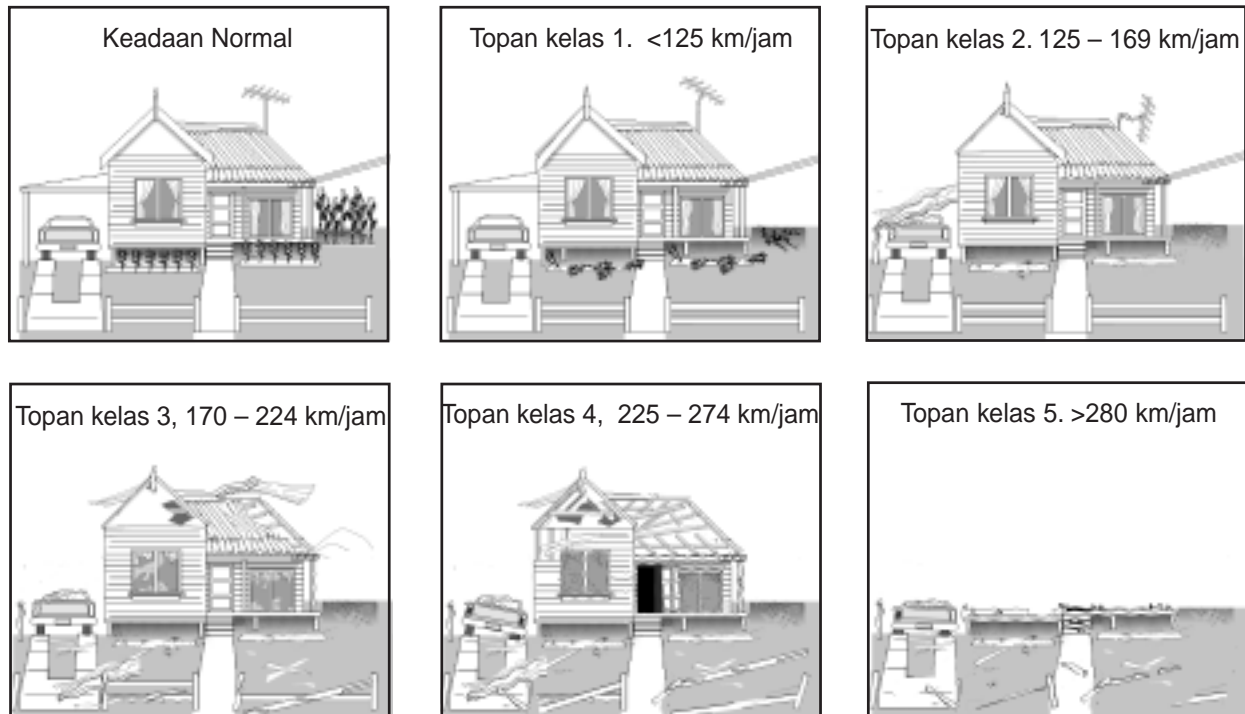 Keadaan Normal
Topan kelas 1. <125 km/jam
Topan kelas 2. 125 – 169 km/jam
Topan kelas 3, 170 – 224 km/jam
Topan kelas 4, 225 – 274 km/jam
Topan kelas 5. >280 km/jam